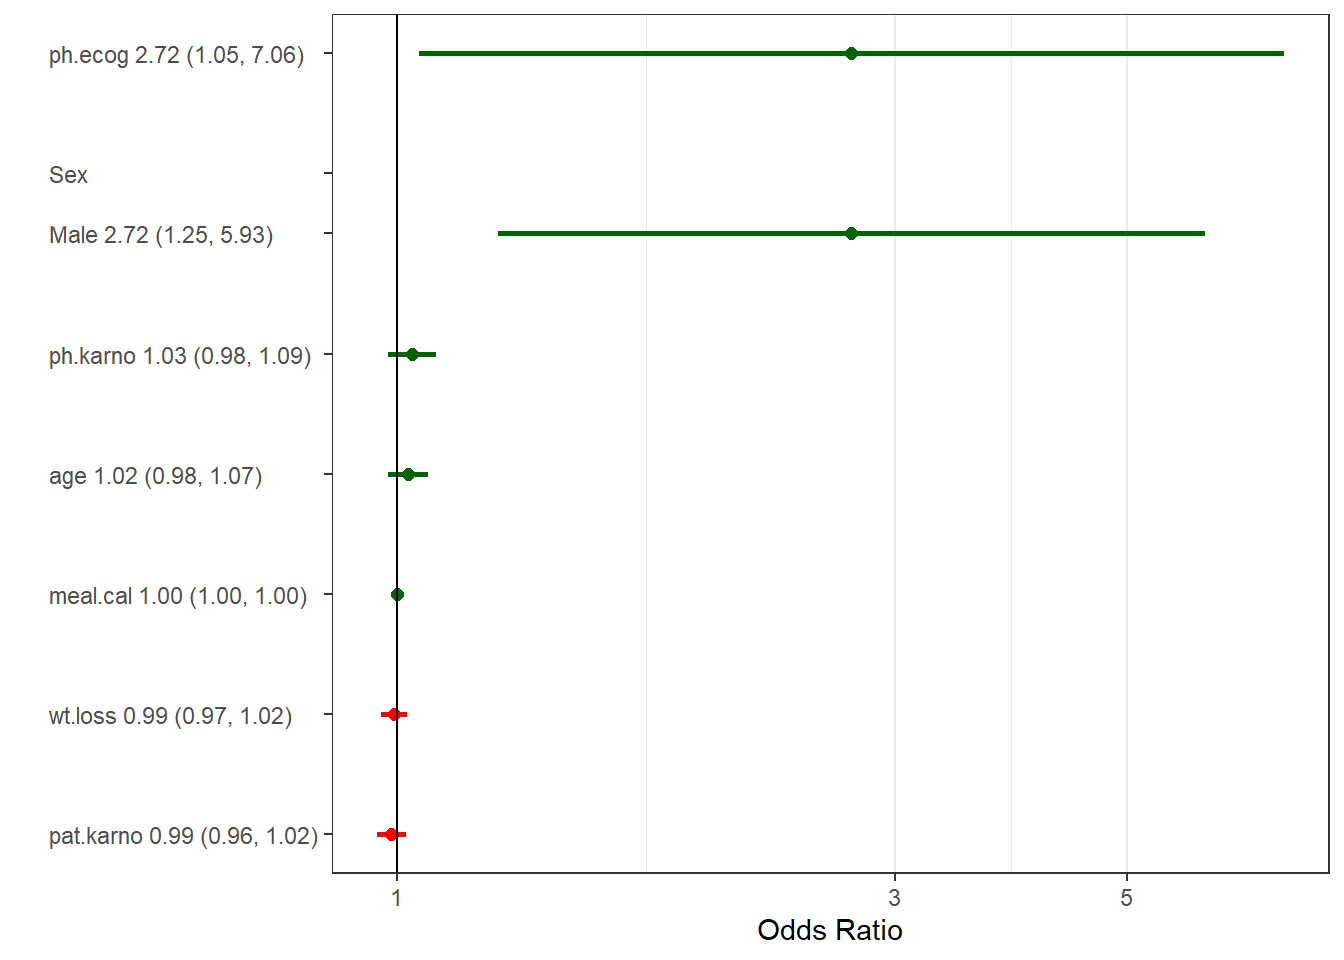 ph.ecog 2.72 (1.05, 7.06)
Sex
Male 2.72 (1.25, 5.93)
ph.karno 1.03 (0.98, 1.09)
age 1.02 (0.98, 1.07)
meal.cal 1.00 (1.00, 1.00)
wt.loss 0.99 (0.97, 1.02)
pat.karno 0.99 (0.96, 1.02)
1 3 5
Odds Ratio